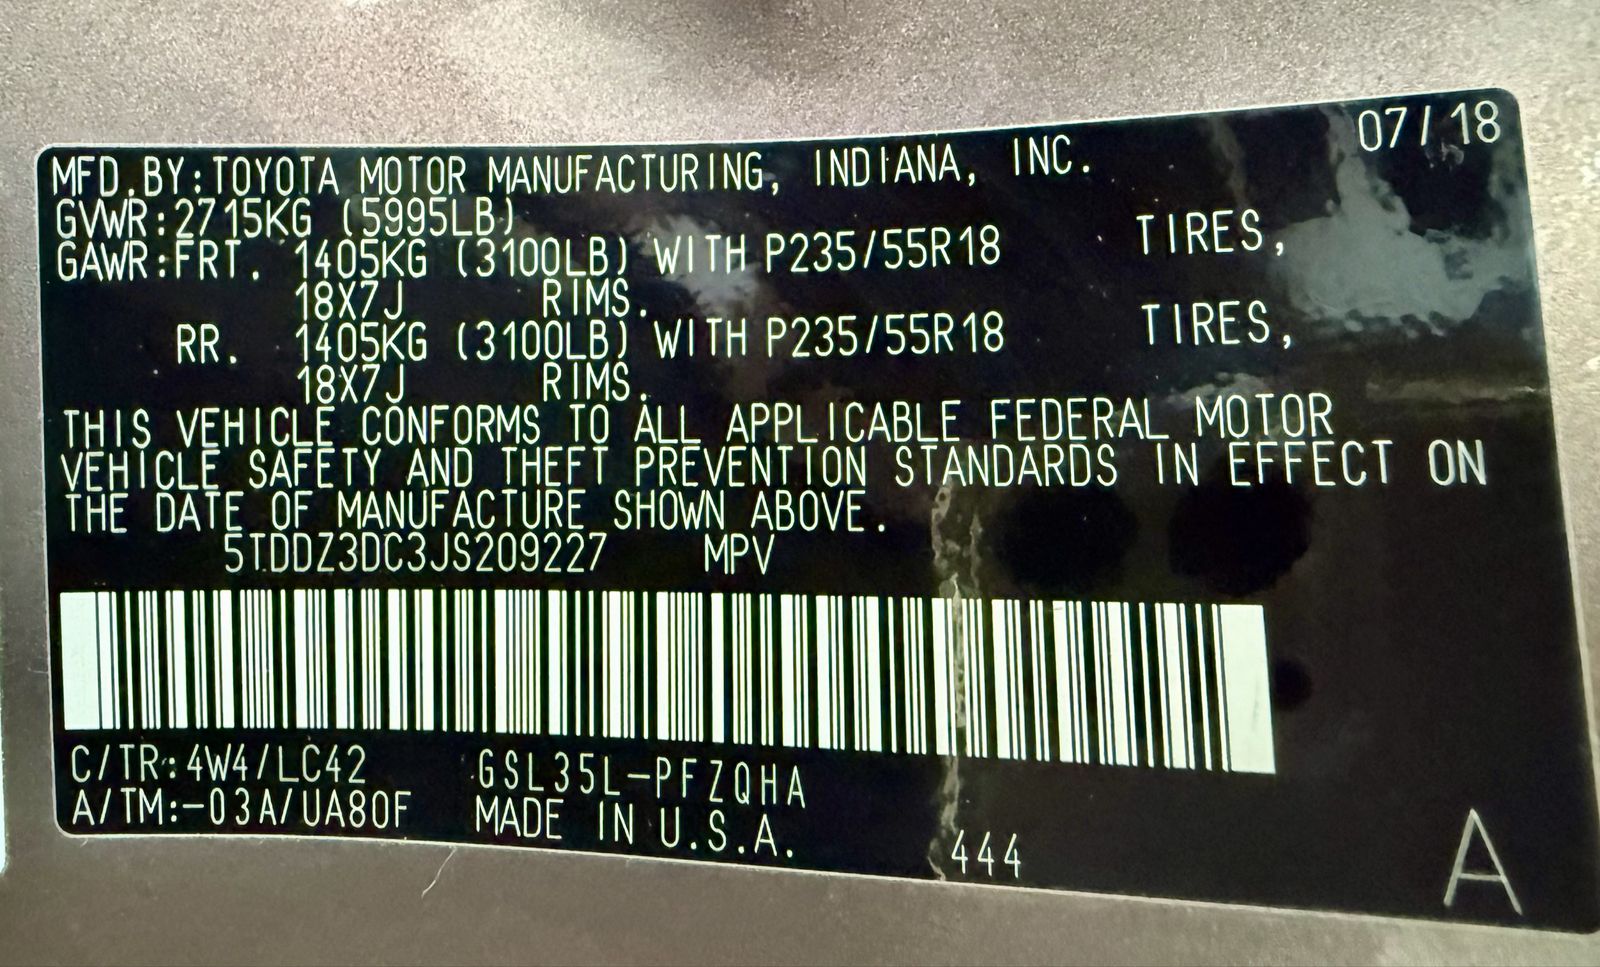 07/18
MFD.BY:TOYOTA MOTOR MANUFACTURING, INDIANA, INC.
GVWR:2715KG (5995LB)
GAWR:FRT. 1405KG (3100LB) WITH P235/55R18 TIRES,
18X7J RIMS.
RR. 1405KG (3100LB) WITH P235/55R18 TIRES,
18X7J RIMS.
THIS VEHICLE CONFORMS TO ALL APPLICABLE FEDERAL MOTOR
VEHICLE SAFETY AND THEFT PREVENTION STANDARDS IN EFFECT ON
THE DATE OF MANUFACTURE SHOWN ABOVE.
5TDDZ3DC3JS209227 MPV
C/TR:4W4/LC42 GSL35L-PFZQHA
A/TM:-03A/UA80F MADE IN U.S.A.
444
A